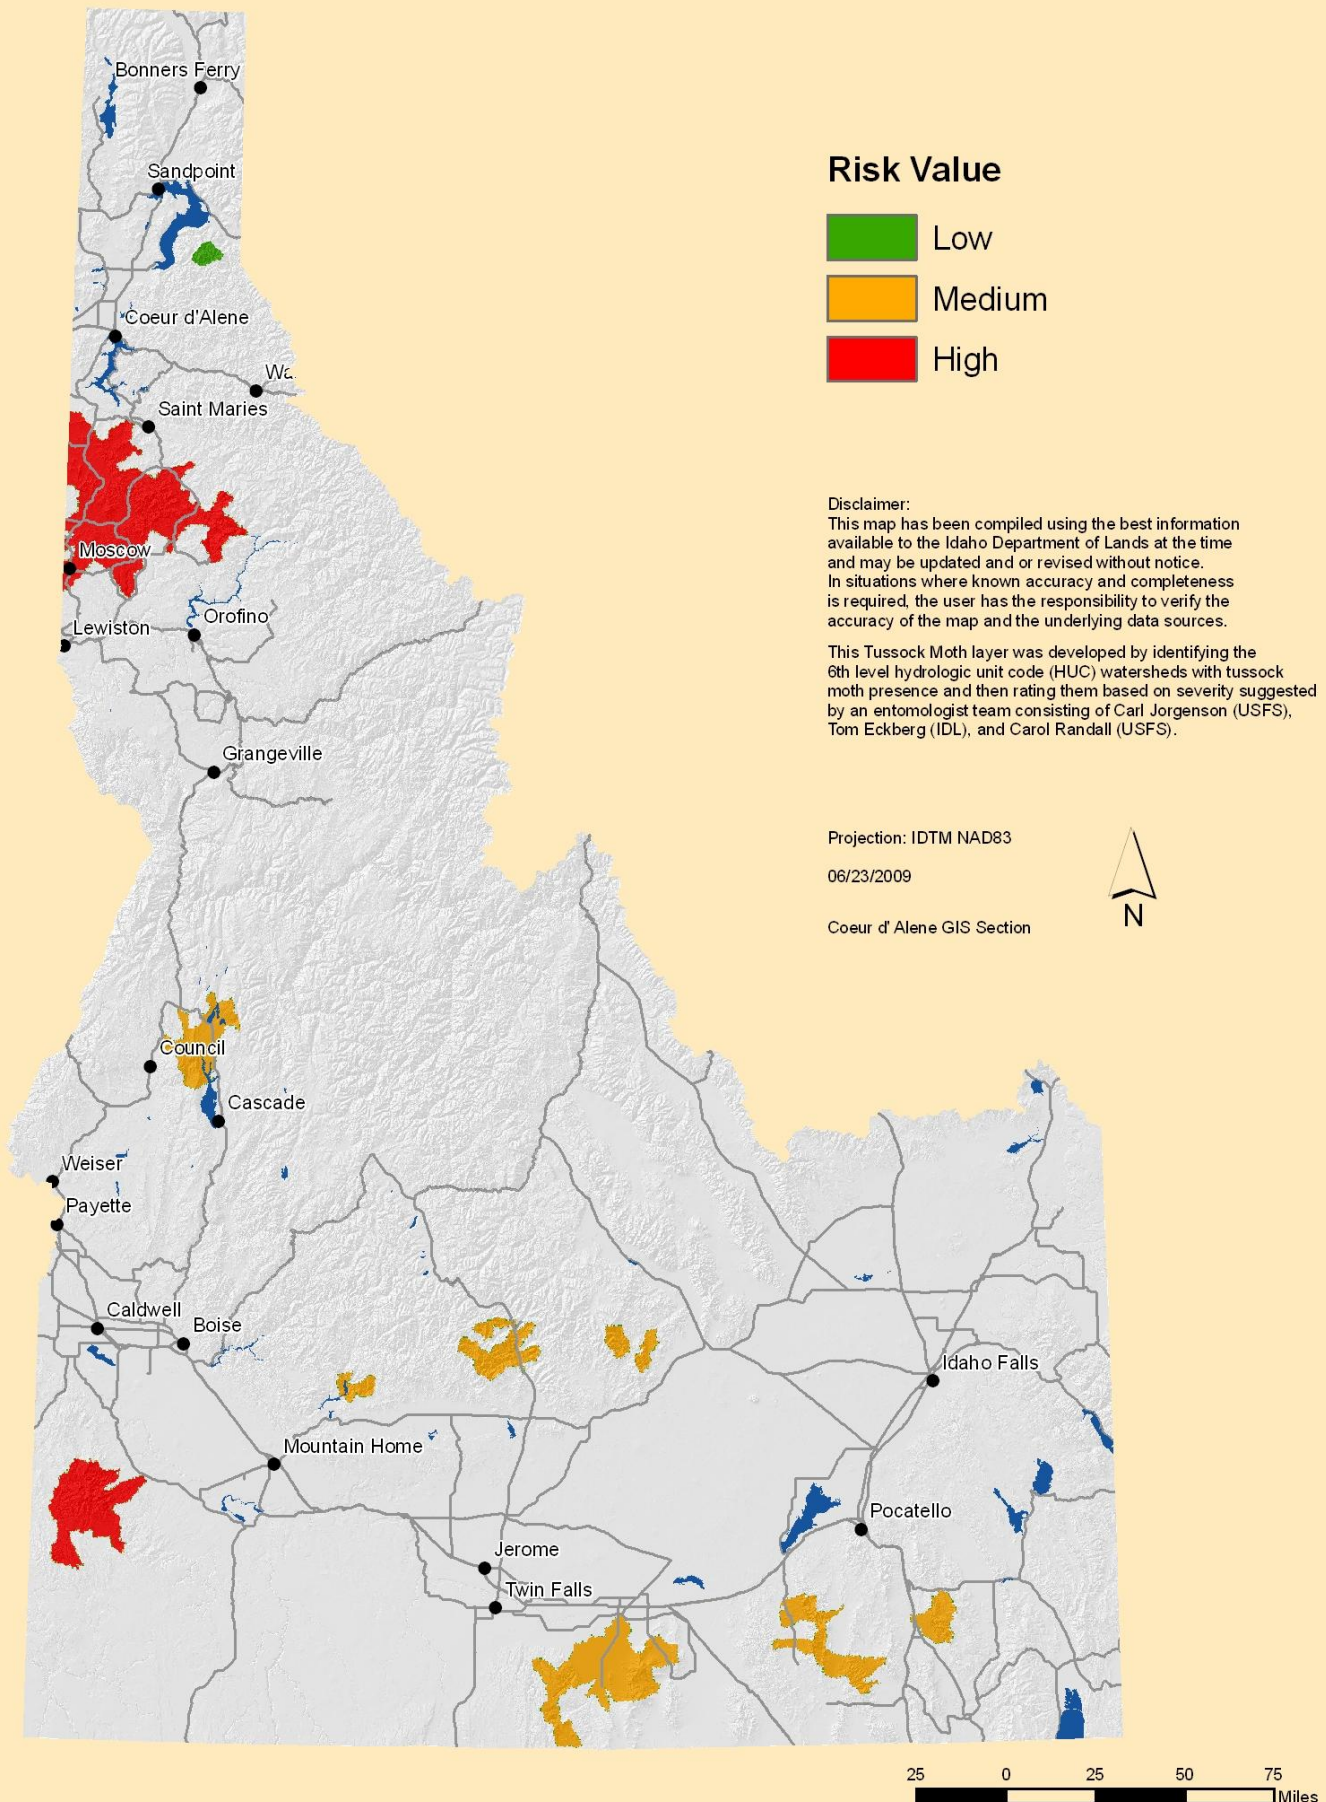 Bonners Ferry
Sandpoint
Coeur d'Alene
Wa
Saint Maries
Moscow
Orofino
Lewiston
Grangeville
Council
Cascade
Weiser
Payette
Caldwell
Boise
Idaho Falls
Mountain Home
Pocatello
Jerome
Twin Falls
Risk Value
Low
Medium
High
Disclaimer:
This map has been compiled using the best information
available to the Idaho Department of Lands at the time
and may be updated and or revised without notice.
In situations where known accuracy and completeness
is required, the user has the responsibility to verify the
accuracy of the map and the underlying data sources.
This Tussock Moth layer was developed by identifying the
6th level hydrologic unit code (HUC) watersheds with tussock
moth presence and then rating them based on severity suggested
by an entomologist team consisting of Carl Jorgenson (USFS),
Tom Eckberg (IDL), and Carol Randall (USFS).
Projection: IDTM NAD83
06/23/2009
Coeur d' Alene GIS Section
N
25 0 25 50 75
Miles